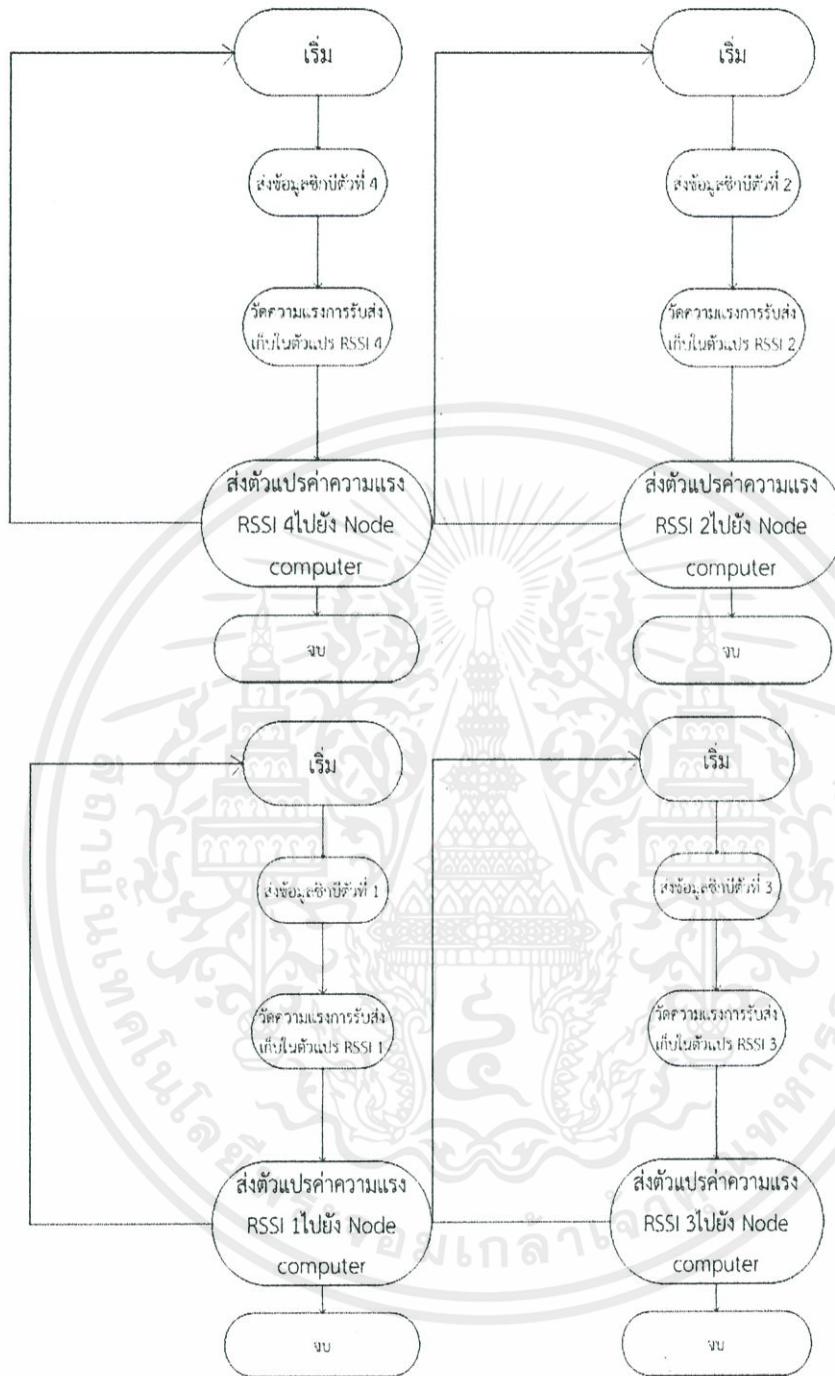 เริ่ม
ส่งข้อมูลซิกบีตัวที่ 4
วัดความแรงการรับส่ง
เก็บในตัวแปร RSSI 4
ส่งตัวแปรค่าความแรง
RSSI 4ไปยัง Node
computer
จบ
เริ่ม
ส่งข้อมูลซิกบีตัวที่ 2
วัดความแรงการรับส่ง
เก็บในตัวแปร RSSI 2
ส่งตัวแปรค่าความแรง
RSSI 2ไปยัง Node
computer
จบ
เริ่ม
ส่งข้อมูลซิกบีตัวที่ 1
วัดความแรงการรับส่ง
เก็บในตัวแปร RSSI 1
ส่งตัวแปรค่าความแรง
RSSI 1ไปยัง Node
computer
จบ
เริ่ม
ส่งข้อมูลซิกบีตัวที่ 3
วัดความแรงการรับส่ง
เก็บในตัวแปร RSSI 3
ส่งตัวแปรค่าความแรง
RSSI 3ไปยัง Node
computer
จบ